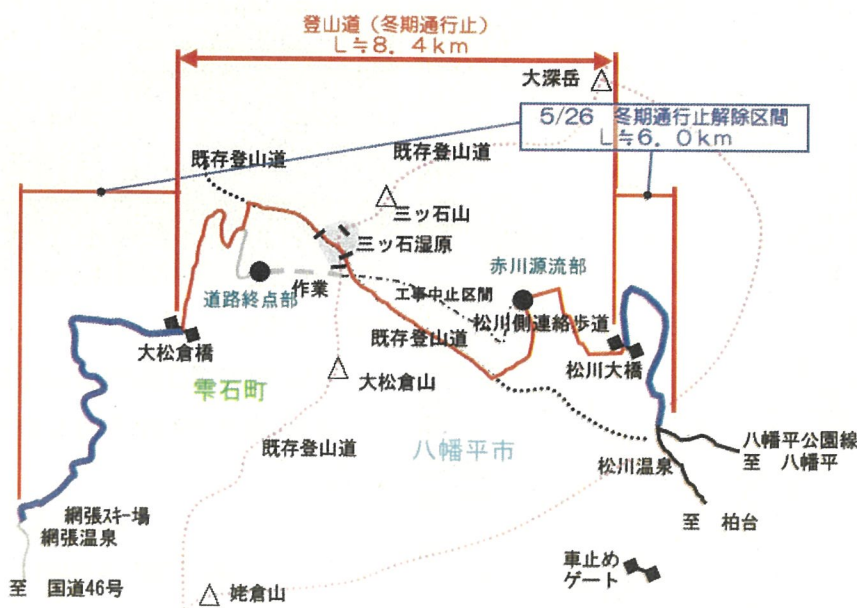 登山道（冬期通行止）
L≒8．4km
大深岳
5/26　冬期通行止解除区間
L≒6．0km
既存登山道
既存登山道
三ッ石山
三ッ石湿原
赤川源流部
道路終点部
作業
工事中止区間
松川側連絡歩道
既存登山道
大松倉橋
松川大橋
大松倉山
雫石町
既存登山道
八幡平市
八幡平公園線
至　八幡平
松川温泉
網張スキー場
網張温泉
至　柏台
車止め
ゲート
至　国道46号
姥倉山